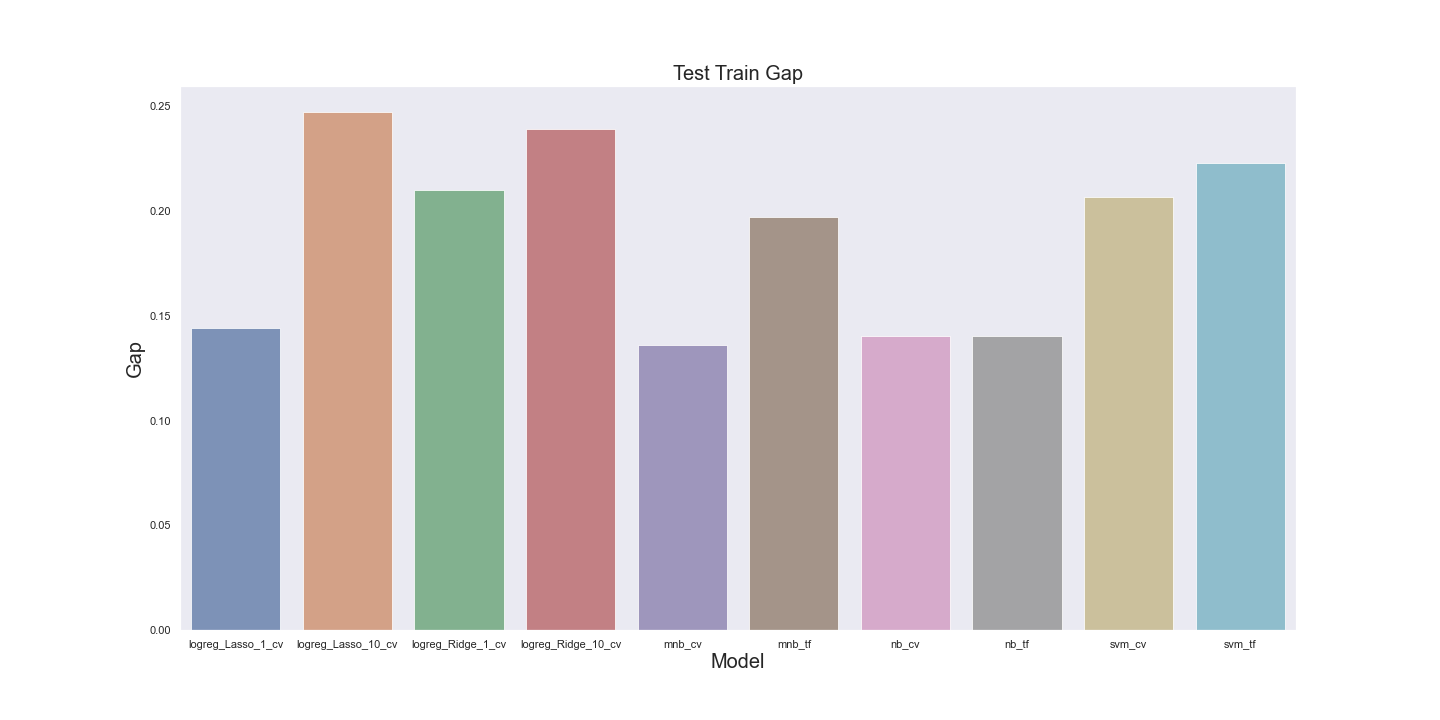 Test Train Gap
0.25
0.20
0.15
0.10
0.05
0.00
Gap
logreg_Lasso_1_cv logreg_Lasso_10_cv logreg_Ridge_1_cv logreg_Ridge_10_cv mnb_cv mnb_tf nb_cv nb_tf svm_cv svm_tf
Model